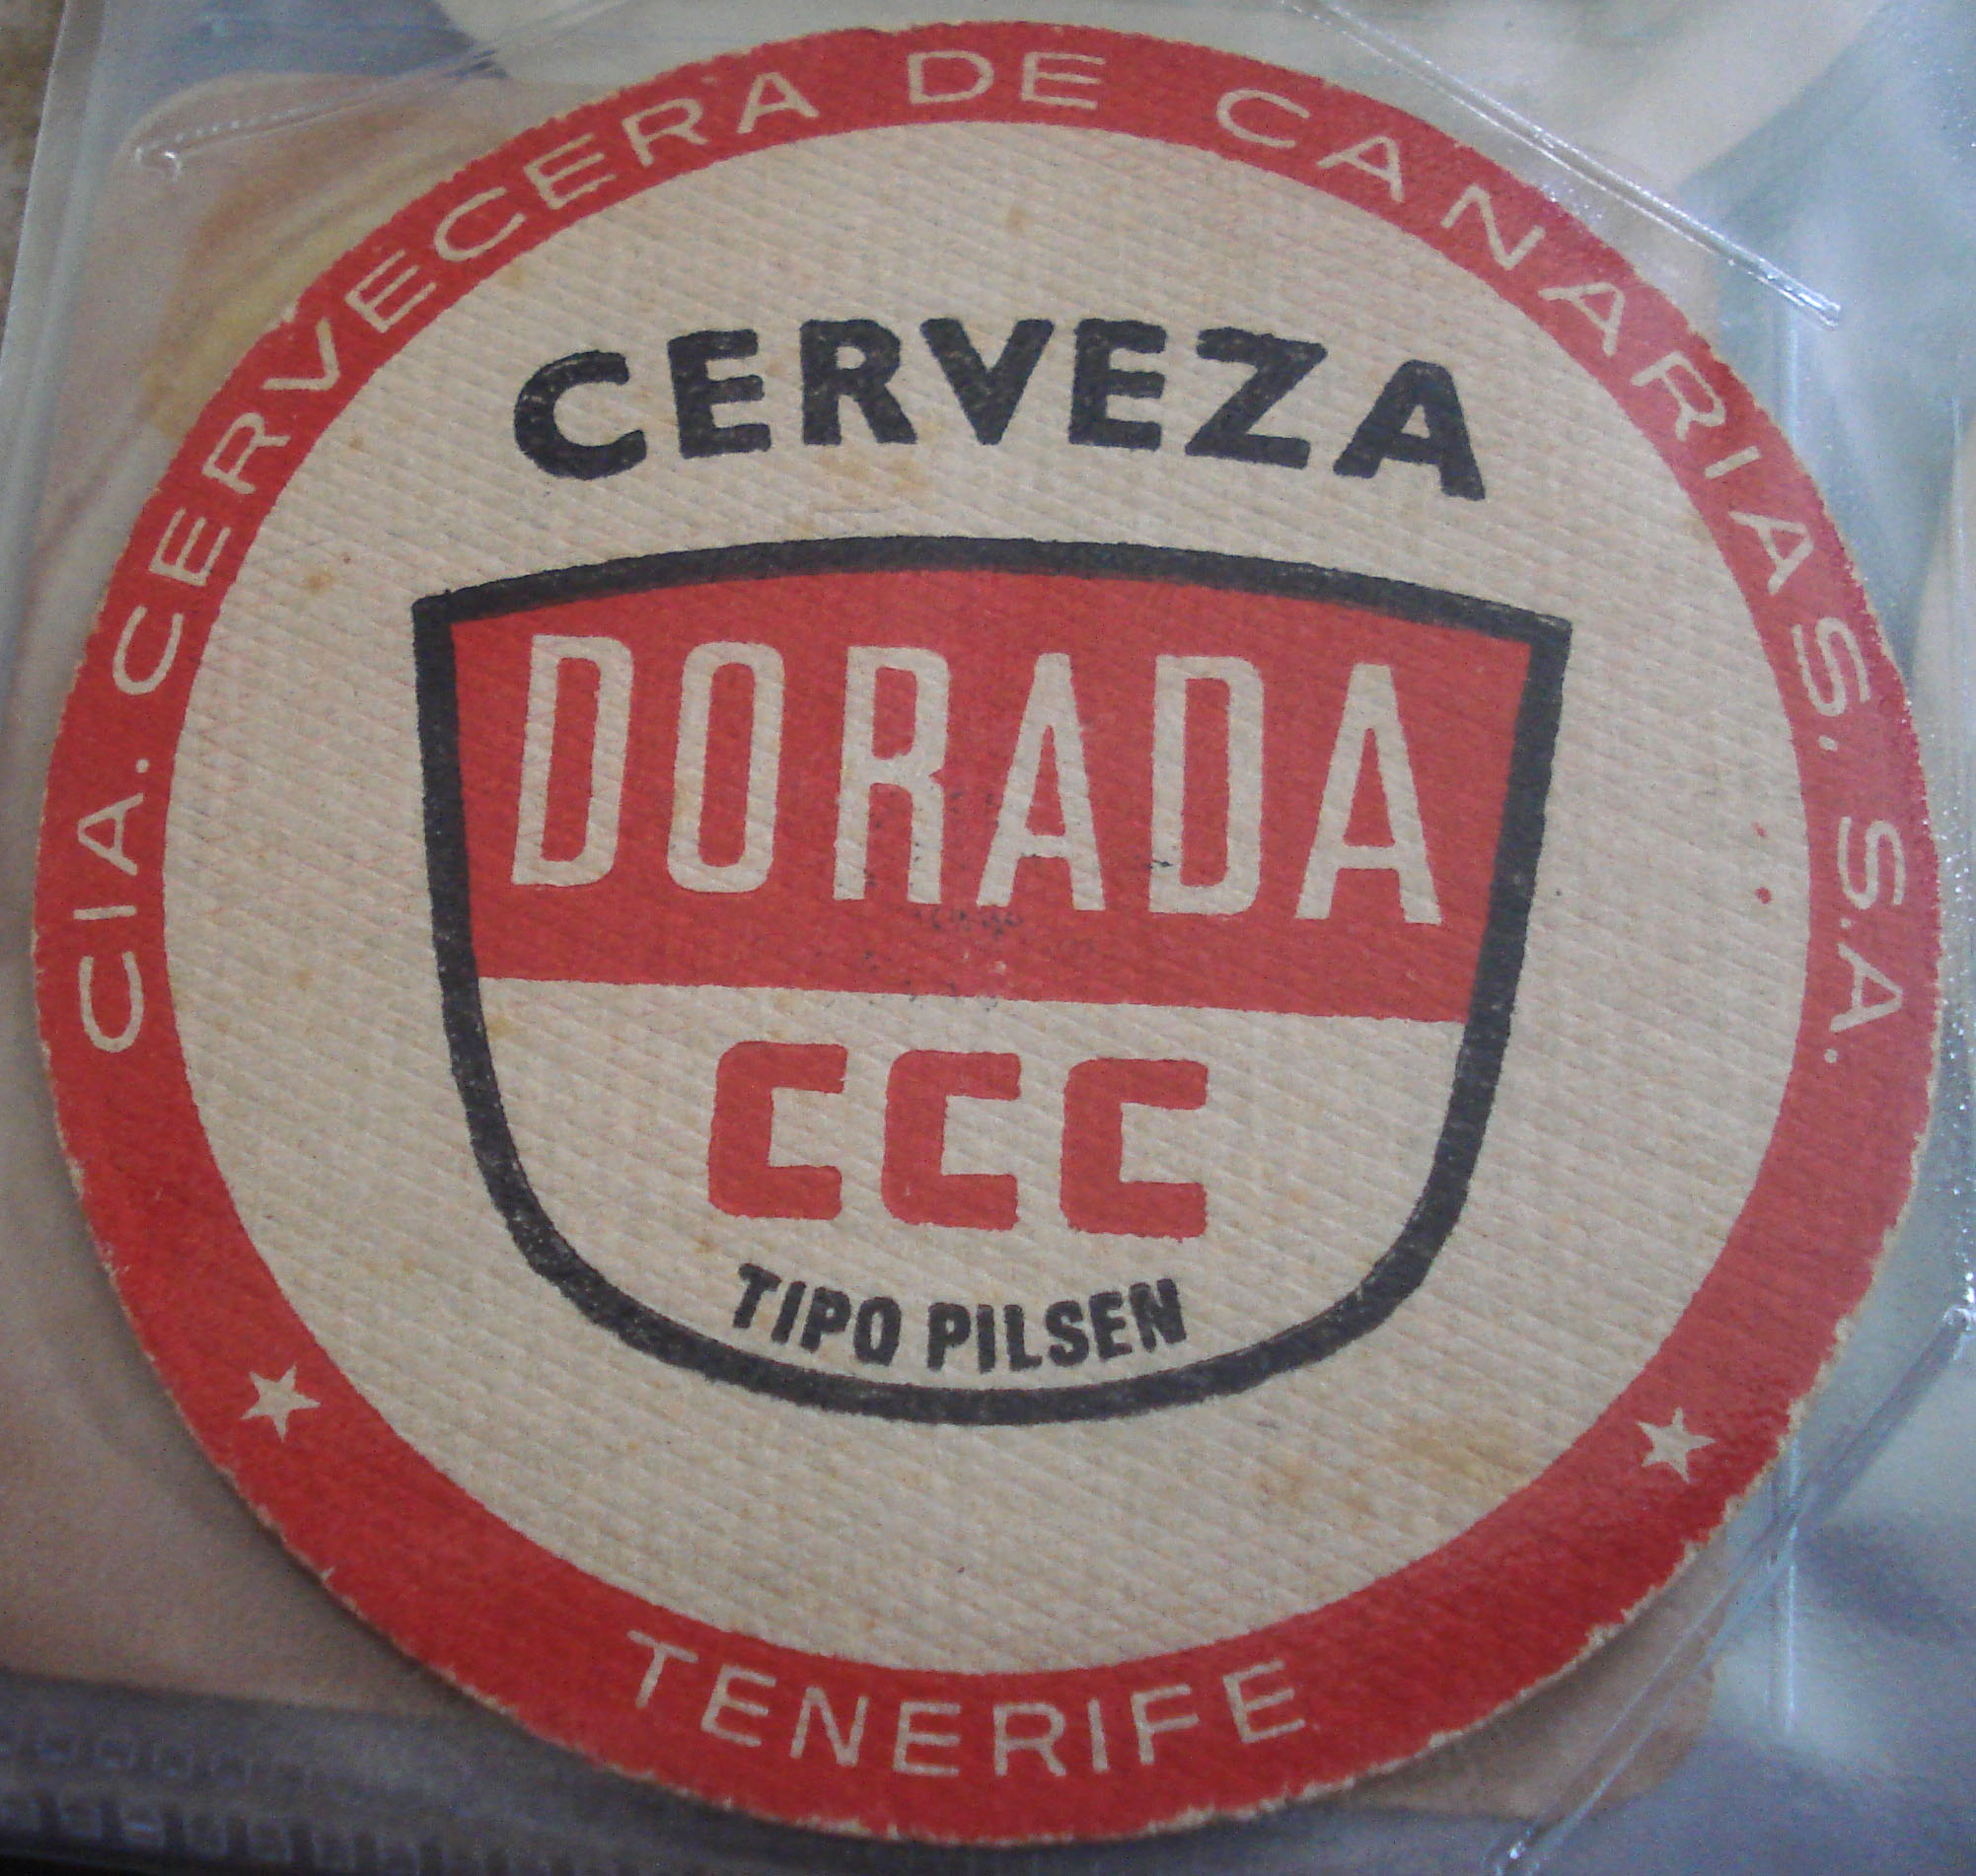 CIA. CERVECERA DE CANARIAS. S.A.
CERVEZA
DORADA
CCC
TIPO PILSEN
TENERIFE